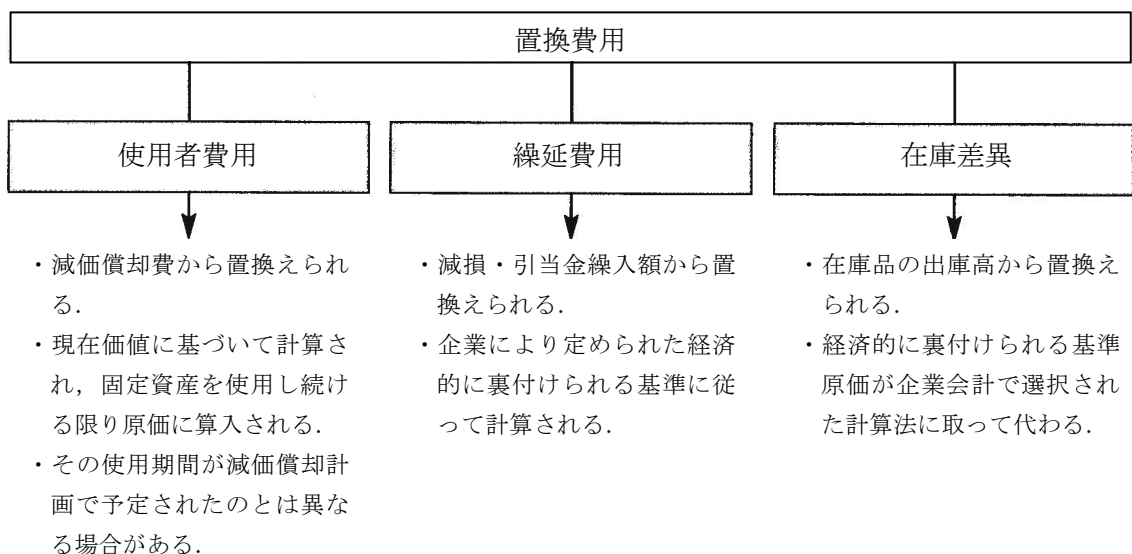 置換費用
使用者費用
繰延費用
在庫差異
・減価償却費から置換えられ
る.
・現在価値に基づいて計算さ
れ，固定資産を使用し続け
る限り原価に算入される.
・その使用期間が減価償却計
画で予定されたのとは異な
る場合がある.
・減損・引当金繰入額から置
換えられる.
・企業により定められた経済
的に裏付けられる基準に従
って計算される.
・在庫品の出庫高から置換え
られる.
・経済的に裏付けられる基準
原価が企業会計で選択され
た計算法に取って代わる.